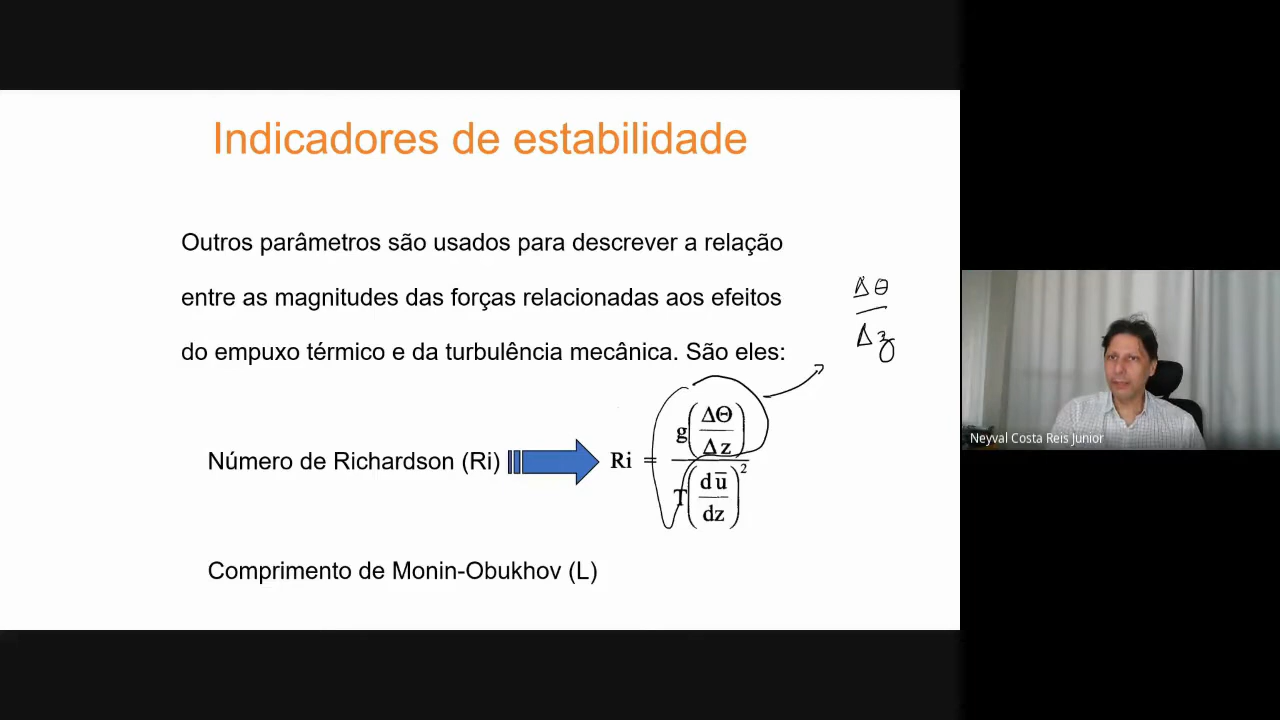 Indicadores de estabilidade
Outros parâmetros são usados para descrever a relação
entre as magnitudes das forças relacionadas aos efeitos
do empuxo térmico e da turbulência mecânica. São eles:
Δθ
Δz
Número de Richardson (Ri)
Ri = g(ΔΘ/Δz) / T(du̅/dz)²
Comprimento de Monin-Obukhov (L)
Neyval Costa Reis Junior